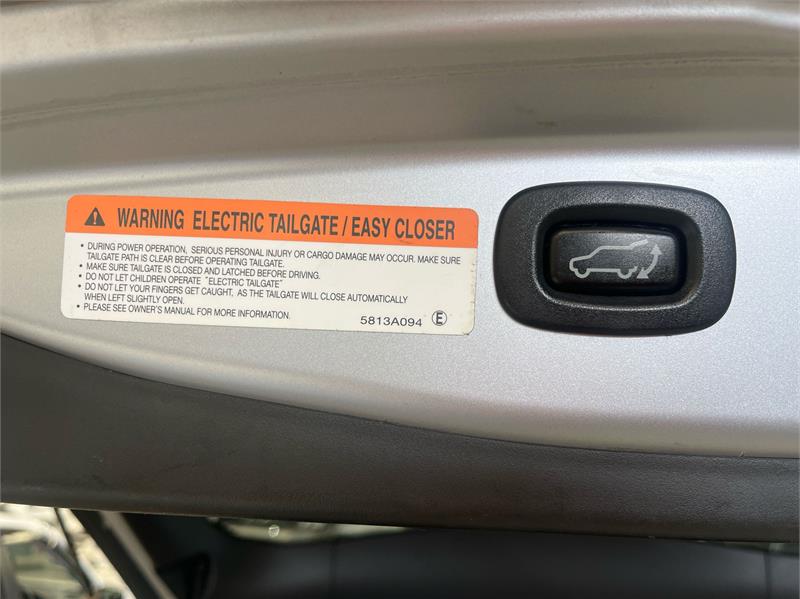 WARNING ELECTRIC TAILGATE / EASY CLOSER
• DURING POWER OPERATION, SERIOUS PERSONAL INJURY OR CARGO DAMAGE MAY OCCUR. MAKE SURE
TAILGATE PATH IS CLEAR BEFORE OPERATING TAILGATE.
• MAKE SURE TAILGATE IS CLOSED AND LATCHED BEFORE DRIVING.
• DO NOT LET CHILDREN OPERATE "ELECTRIC TAILGATE"
• DO NOT LET YOUR FINGERS GET CAUGHT, AS THE TAILGATE WILL CLOSE AUTOMATICALLY
WHEN LEFT SLIGHTLY OPEN.
• PLEASE SEE OWNER'S MANUAL FOR MORE INFORMATION.
5813A094 Ⓔ